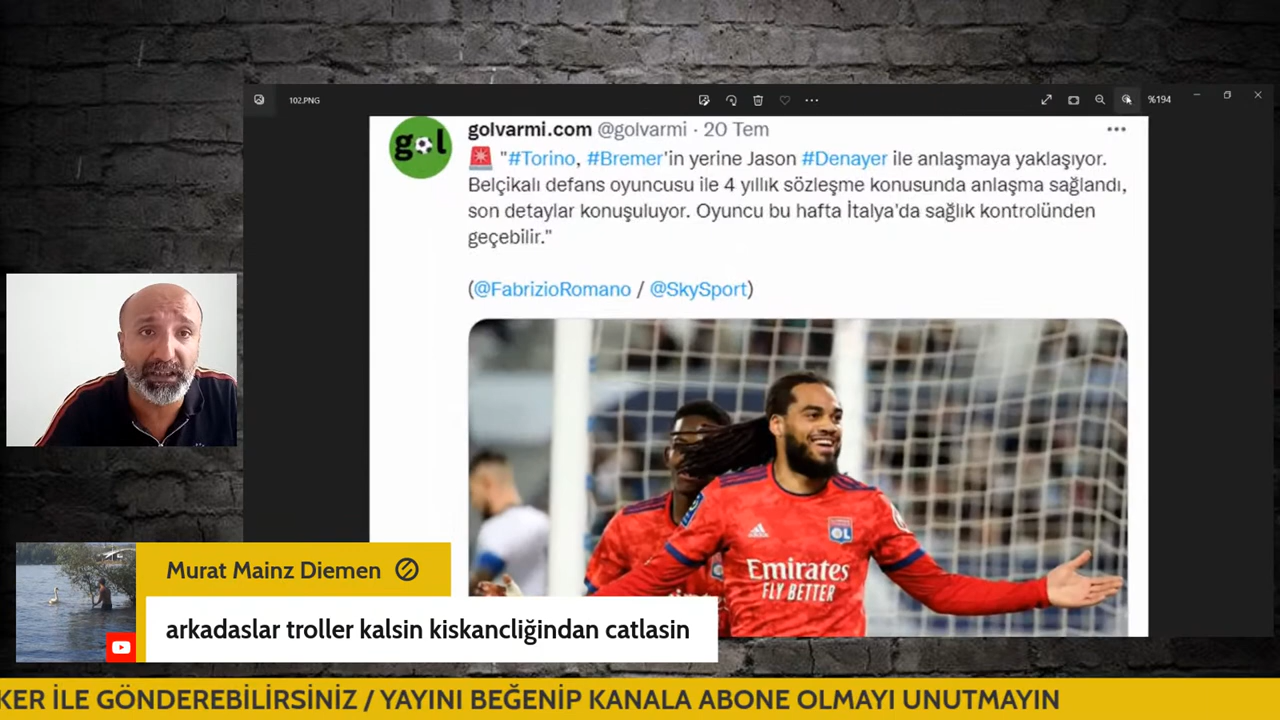 102.PNG
%194
gol
golvarmi.com @golvarmi · 20 Tem
"#Torino, #Bremer'in yerine Jason #Denayer ile anlaşmaya yaklaşıyor.
Belçikalı defans oyuncusu ile 4 yıllık sözleşme konusunda anlaşma sağlandı,
son detaylar konuşuluyor. Oyuncu bu hafta İtalya'da sağlık kontrolünden
geçebilir."
(@FabrizioRomano / @SkySport)
OL
Emirates
FLY BETTER
Murat Mainz Diemen
arkadaslar troller kalsin kiskancliğindan catlasin
KER İLE GÖNDEREBİLİRSİNİZ / YAYINI BEĞENİP KANALA ABONE OLMAYI UNUTMAYIN